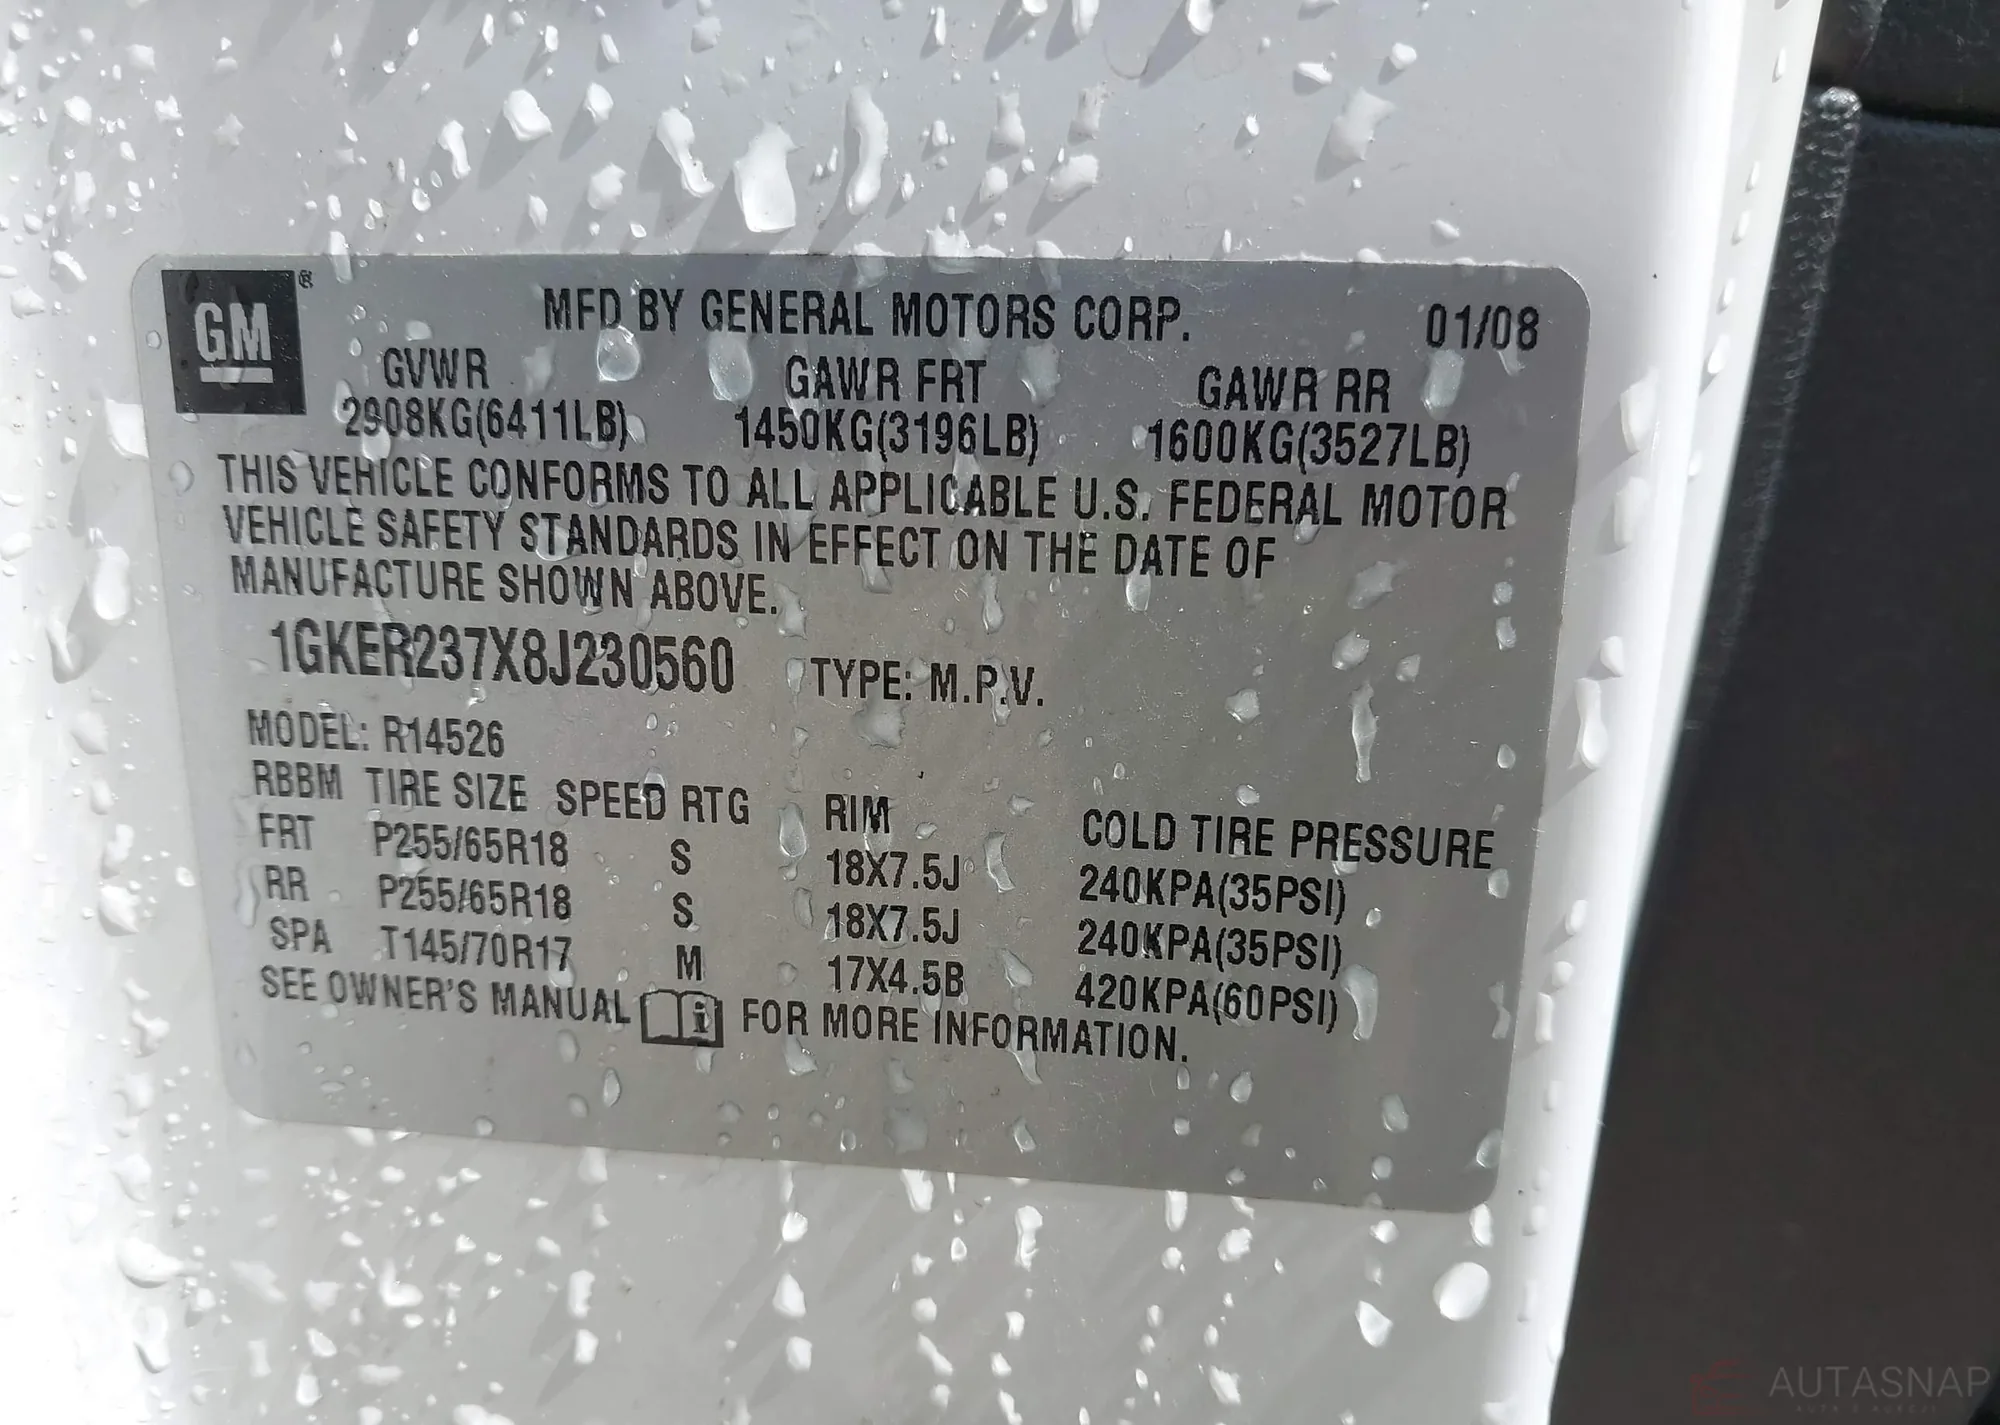 GM®
MFD BY GENERAL MOTORS CORP. 01/08
GVWR GAWR FRT GAWR RR
2908KG(6411LB) 1450KG(3196LB) 1600KG(3527LB)
THIS VEHICLE CONFORMS TO ALL APPLICABLE U.S. FEDERAL MOTOR
VEHICLE SAFETY STANDARDS IN EFFECT ON THE DATE OF
MANUFACTURE SHOWN ABOVE.
1GKER237X8J230560 TYPE: M.P.V.
MODEL: R14526
RBBM TIRE SIZE SPEED RTG RIM COLD TIRE PRESSURE
FRT P255/65R18 S 18X7.5J 240KPA(35PSI)
RR P255/65R18 S 18X7.5J 240KPA(35PSI)
SPA T145/70R17 M 17X4.5B 420KPA(60PSI)
SEE OWNER'S MANUAL i FOR MORE INFORMATION.
AUTASNAP